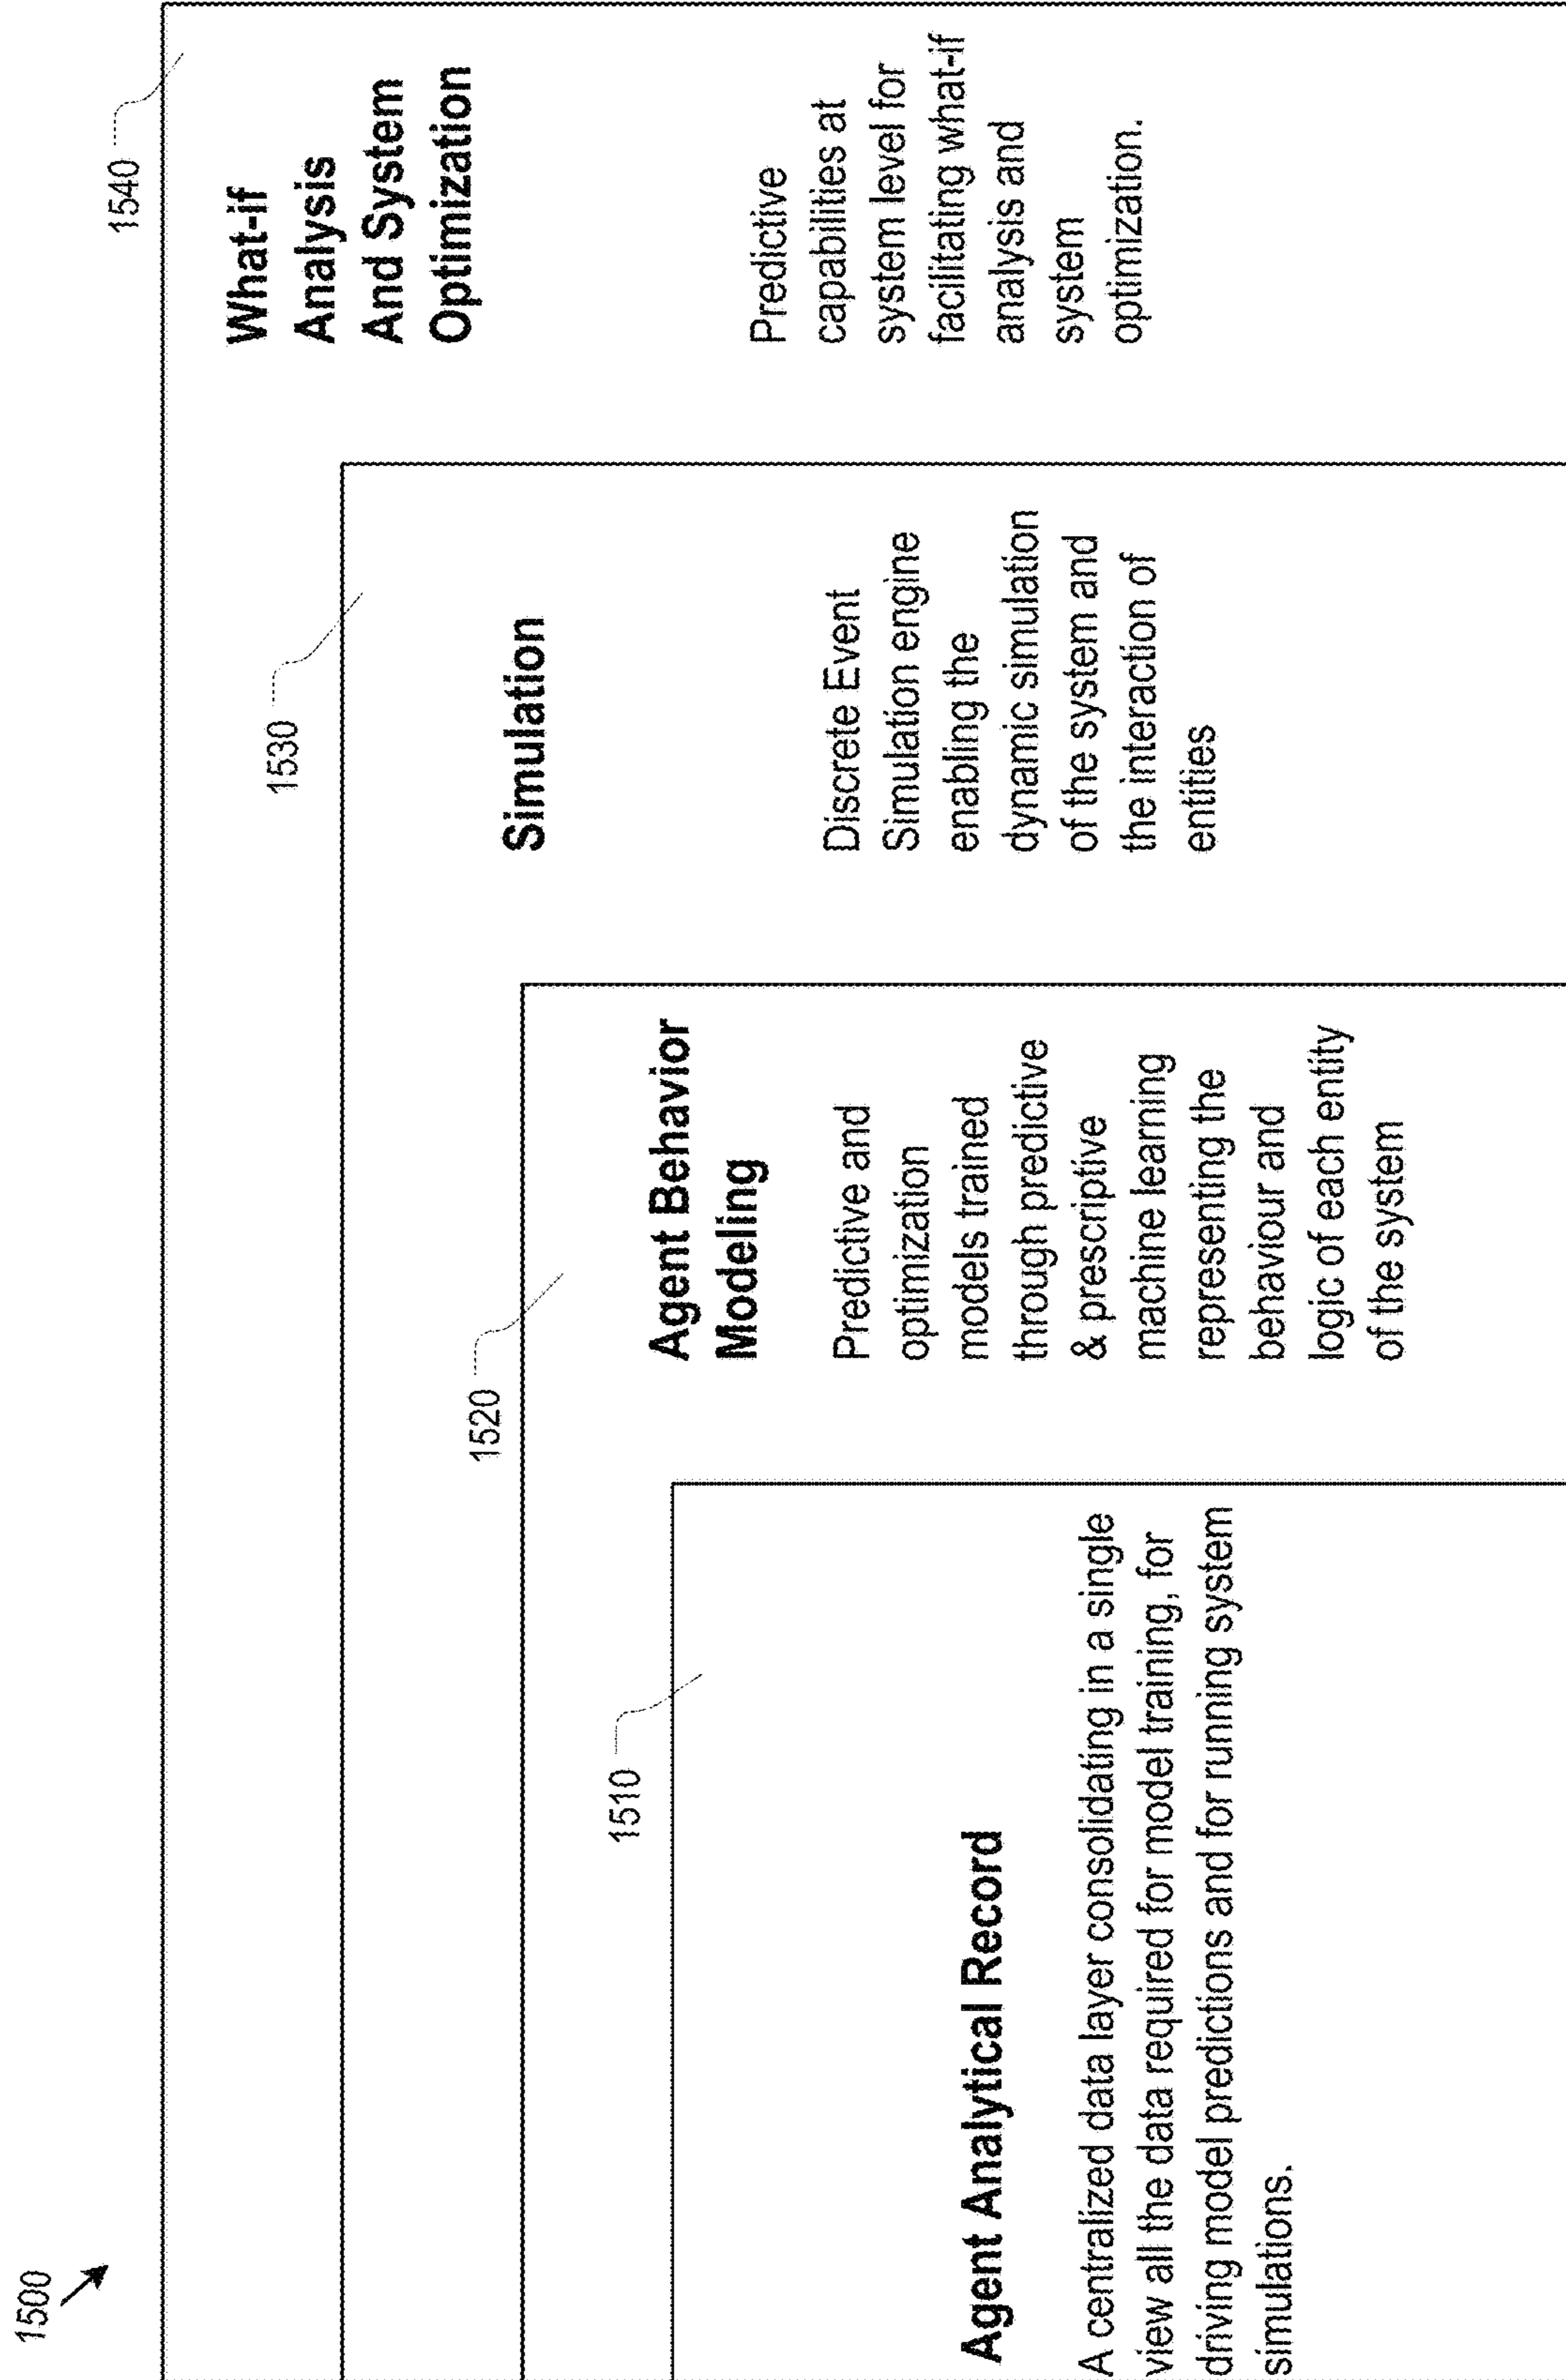 1500
1510
Agent Analytical Record
A centralized data layer consolidating in a single
view all the data required for model training, for
driving model predictions and for running system
simulations.
1520
Agent Behavior
Modeling
Predictive and
optimization
models trained
through predictive
& prescriptive
machine learning
representing the
behaviour and
logic of each entity
of the system
1530
Simulation
Discrete Event
Simulation engine
enabling the
dynamic simulation
of the system and
the interaction of
entities
1540
What-if
Analysis
And System
Optimization
Predictive
capabilities at
system level for
facilitating what-if
analysis and
system
optimization.